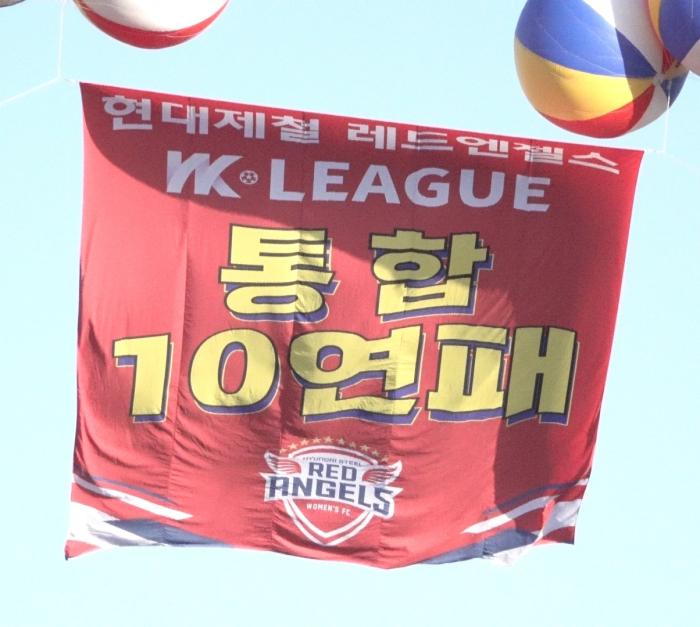 현대제철 레드엔젤스
WK LEAGUE
통합
10연패
HYUNDAI STEEL
RED
ANGELS
WOMEN'S FC